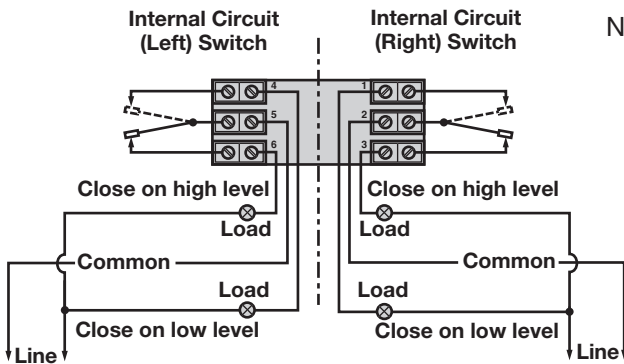 Internal Circuit
(Left) Switch
Internal Circuit
(Right) Switch
N
4
1
5
2
6
3
Close on high level
Close on high level
Load
Load
Common
Common
Load
Load
Close on low level
Close on low level
Line
Line